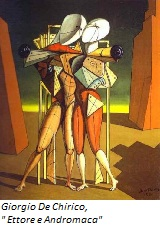 Giorgio De Chirico,
" Ettore e Andromaca"